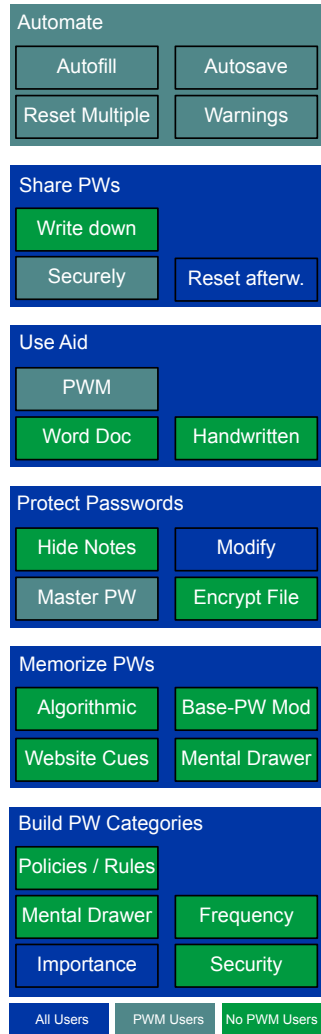 Automate
Autofill Autosave
Reset Multiple Warnings
Share PWs
Write down
Securely Reset afterw.
Use Aid
PWM
Word Doc Handwritten
Protect Passwords
Hide Notes Modify
Master PW Encrypt File
Memorize PWs
Algorithmic Base-PW Mod
Website Cues Mental Drawer
Build PW Categories
Policies / Rules
Mental Drawer Frequency
Importance Security
All Users PWM Users No PWM Users